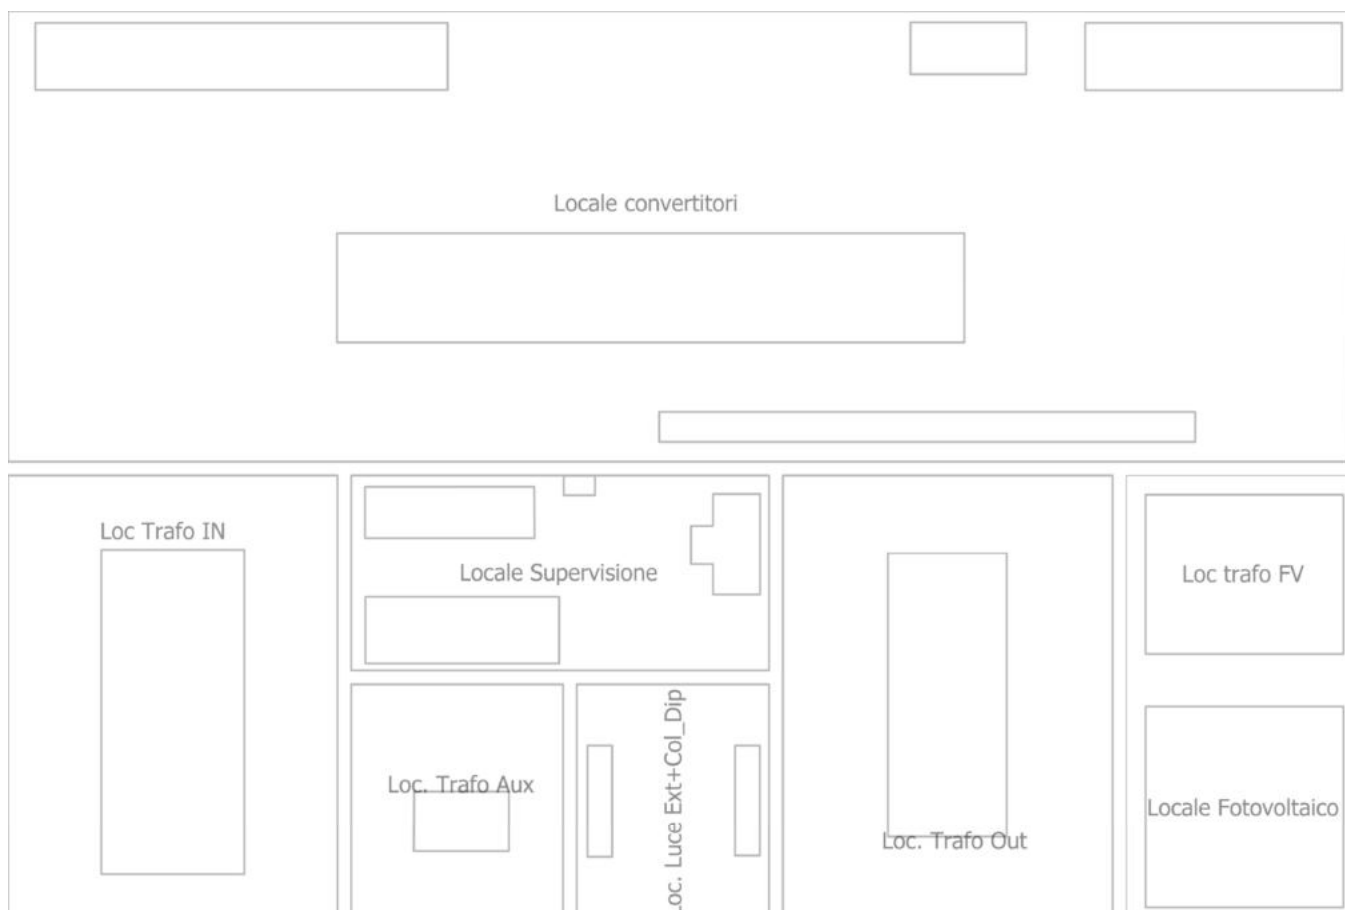 Locale convertitori
Loc Trafo IN
Locale Supervisione
Loc trafo FV
Loc. Trafo Aux
Loc. Luce Ext+Col_Dip
Loc. Trafo Out
Locale Fotovoltaico